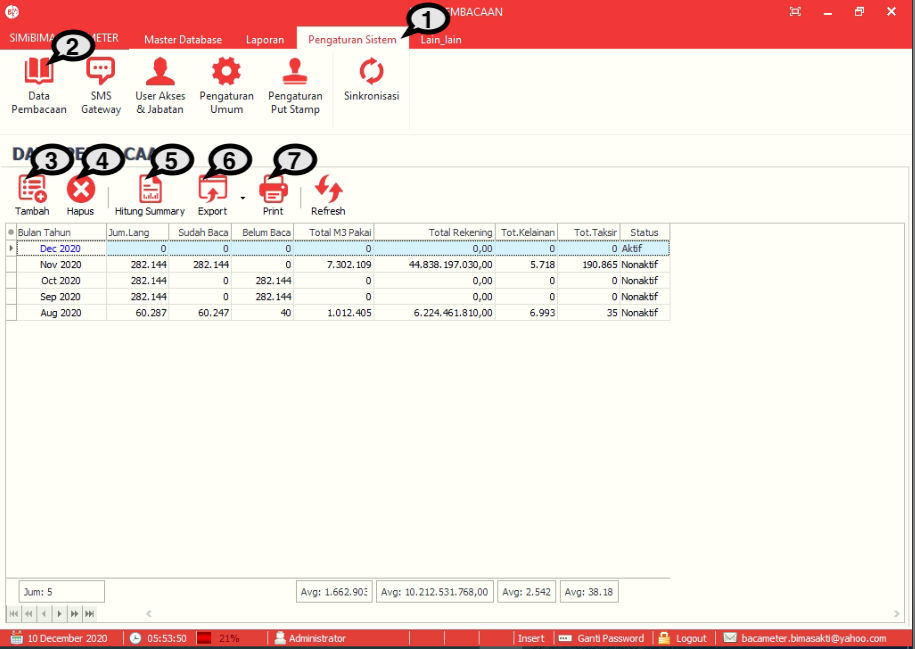 1 EMBACAAN
SIMiBIMA METER Master Database Laporan Pengaturan Sistem Lain_lain
2
Data Pembacaan SMS Gateway User Akses & Jabatan Pengaturan Umum Pengaturan Put Stamp Sinkronisasi
3 4 5 6 7
Tambah Hapus Hitung Summary Export Print Refresh
Bulan Tahun Jum.Lang Sudah Baca Belum Baca Total M3 Pakai Total Rekening Tot.Kelainan Tot.Taksir Status
Dec 2020 0 0 0 0 0,00 0 0 Aktif
Nov 2020 282.144 282.144 0 7.302.109 44.838.197.030,00 5.718 190.865 Nonaktif
Oct 2020 282.144 0 282.144 0 0,00 0 0 Nonaktif
Sep 2020 282.144 0 282.144 0 0,00 0 0 Nonaktif
Aug 2020 60.287 60.247 40 1.012.405 6.224.461.810,00 6.993 35 Nonaktif
Jum: 5 Avg: 1.662.903 Avg: 10.212.531.768,00 Avg: 2.542 Avg: 38.18
10 December 2020 05:53:50 21% Administrator Insert Ganti Password Logout bacameter.bimasakti@yahoo.com